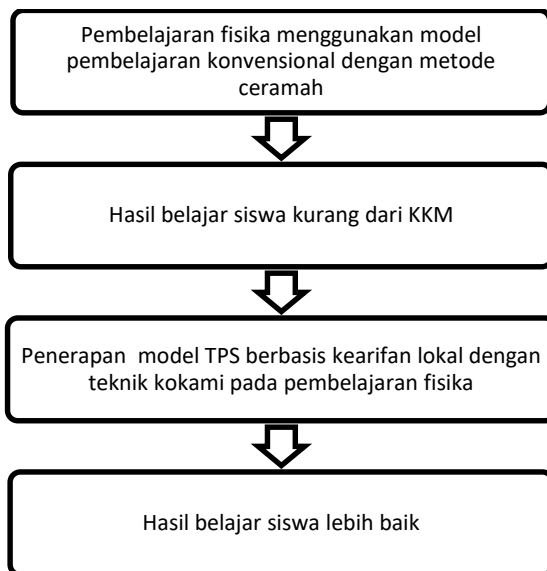 Pembelajaran fisika menggunakan model
pembelajaran konvensional dengan metode
ceramah
Hasil belajar siswa kurang dari KKM
Penerapan model TPS berbasis kearifan lokal dengan
teknik kokami pada pembelajaran fisika
Hasil belajar siswa lebih baik